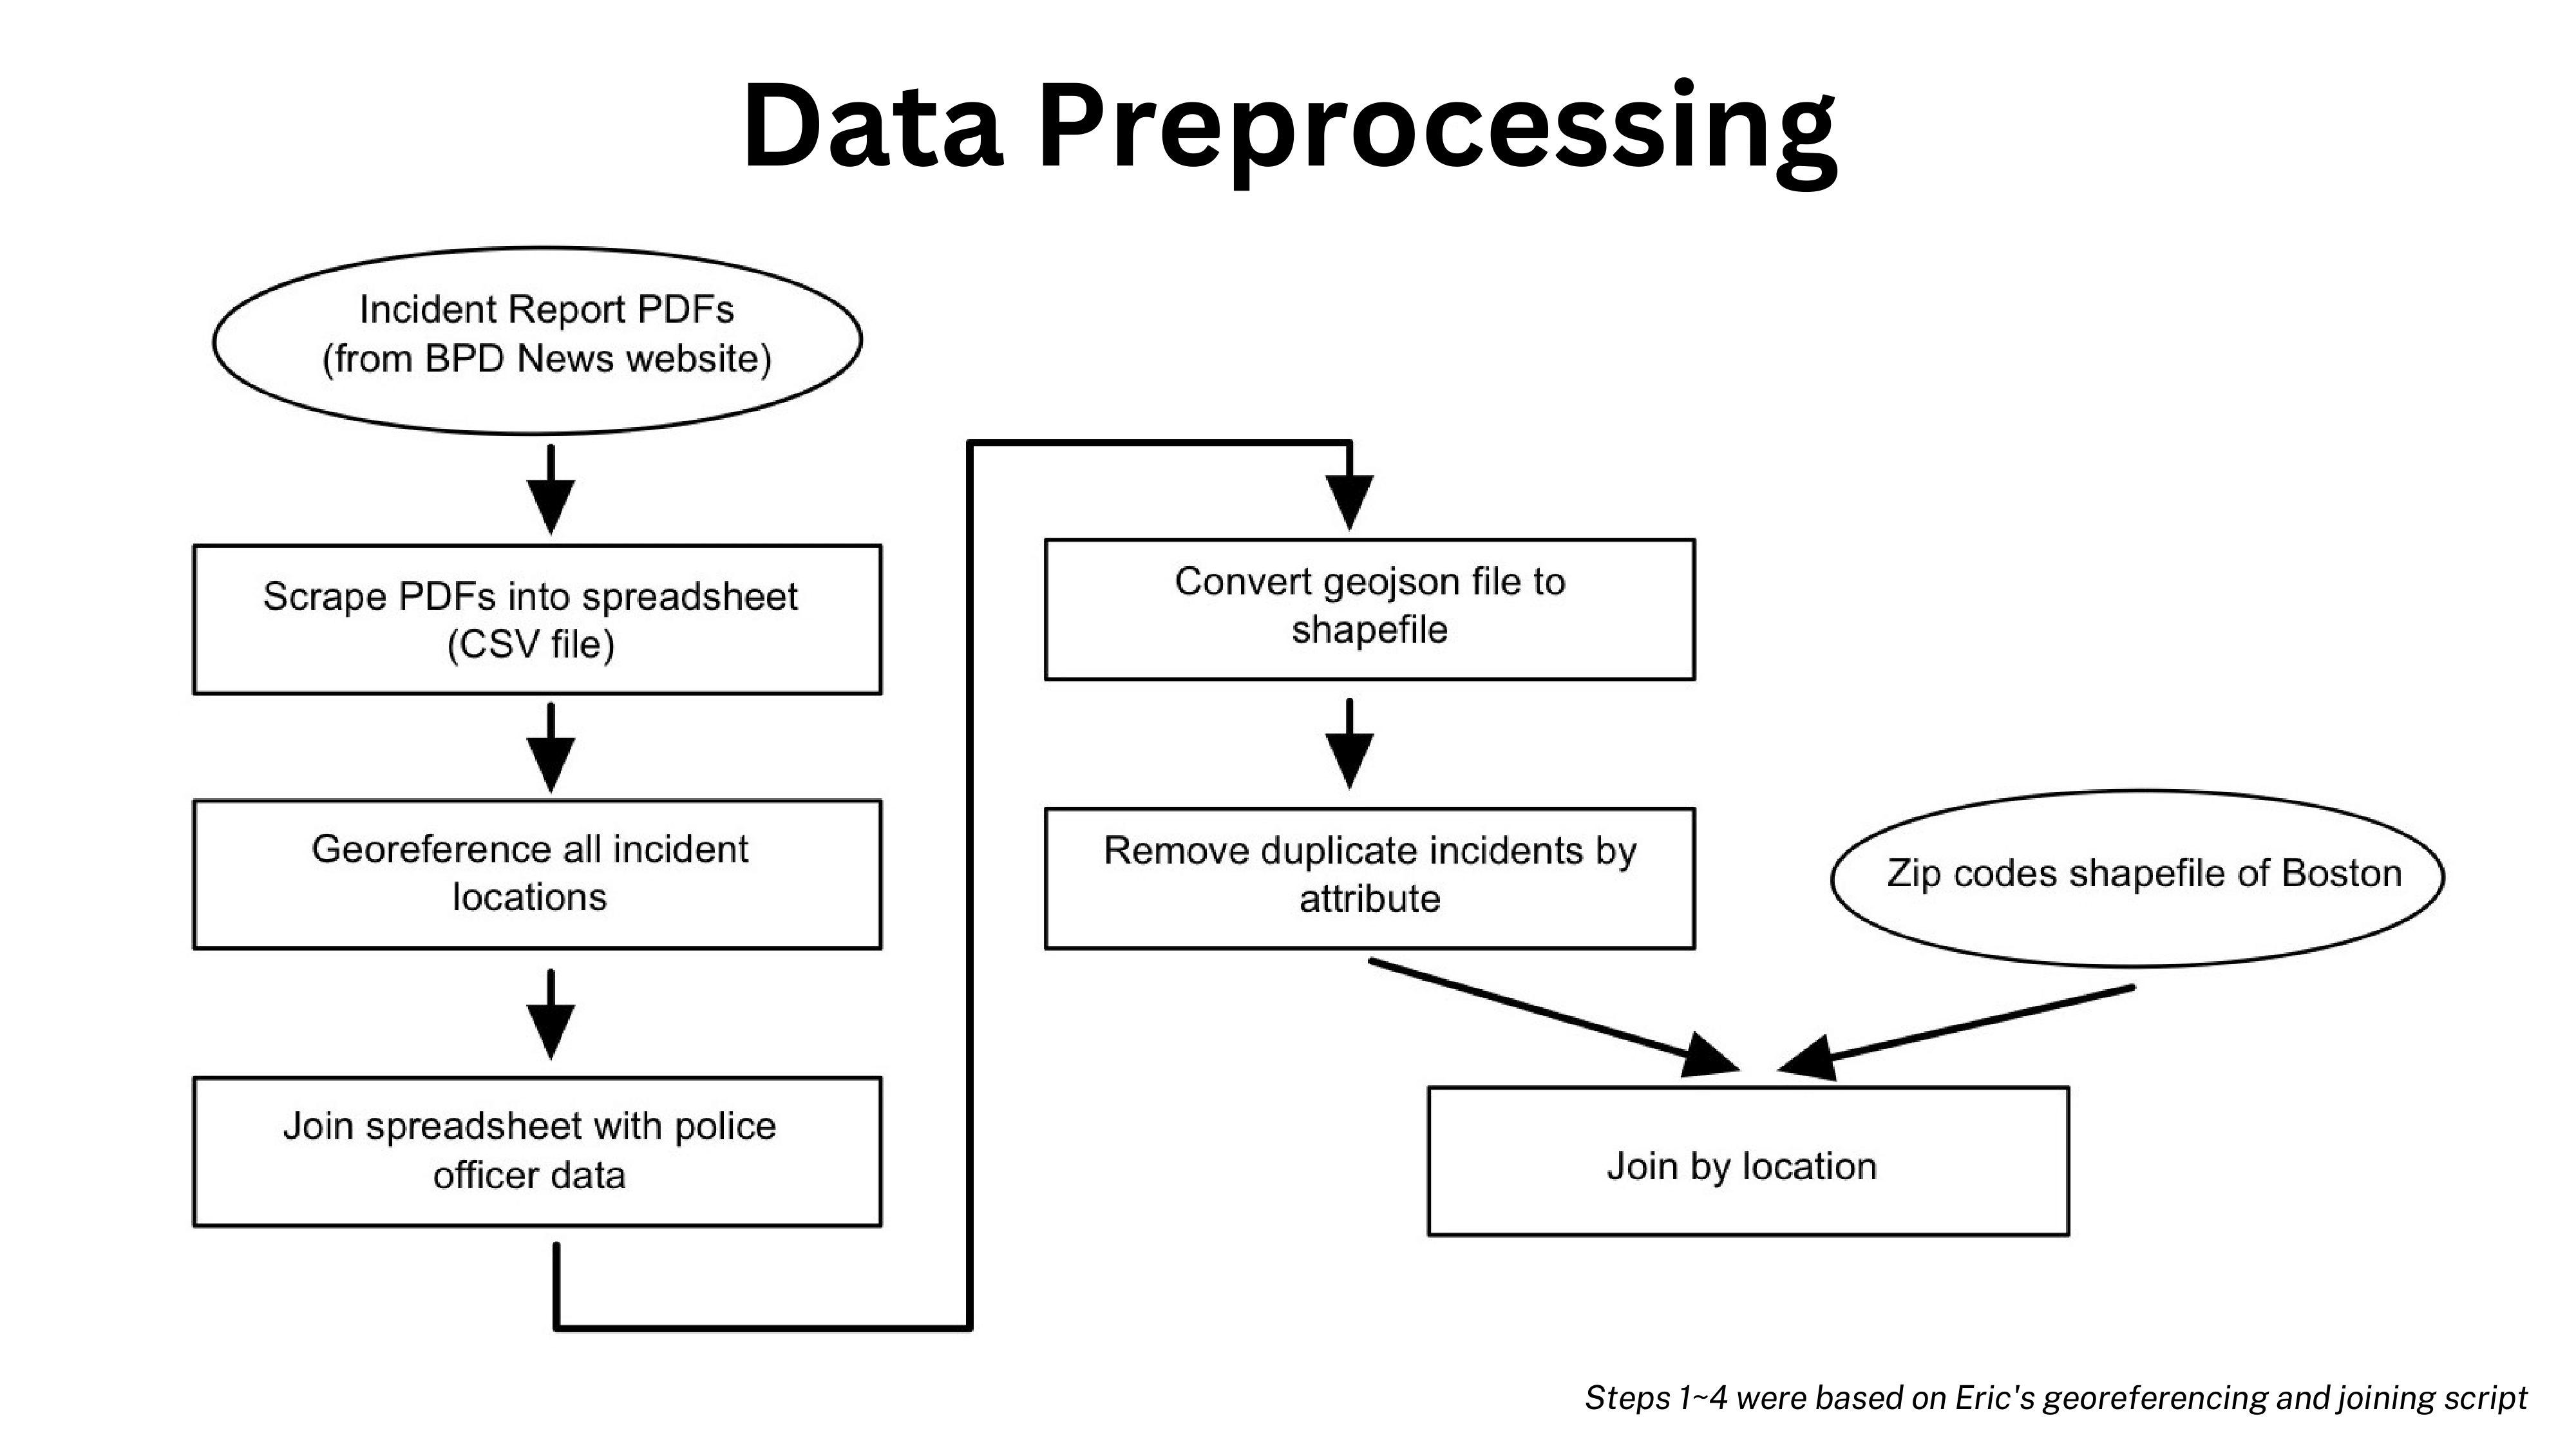 Data Preprocessing
Incident Report PDFs
(from BPD News website)
Scrape PDFs into spreadsheet
(CSV file)
Georeference all incident
locations
Join spreadsheet with police
officer data
Convert geojson file to
shapefile
Remove duplicate incidents by
attribute
Zip codes shapefile of Boston
Join by location
Steps 1~4 were based on Eric's georeferencing and joining script